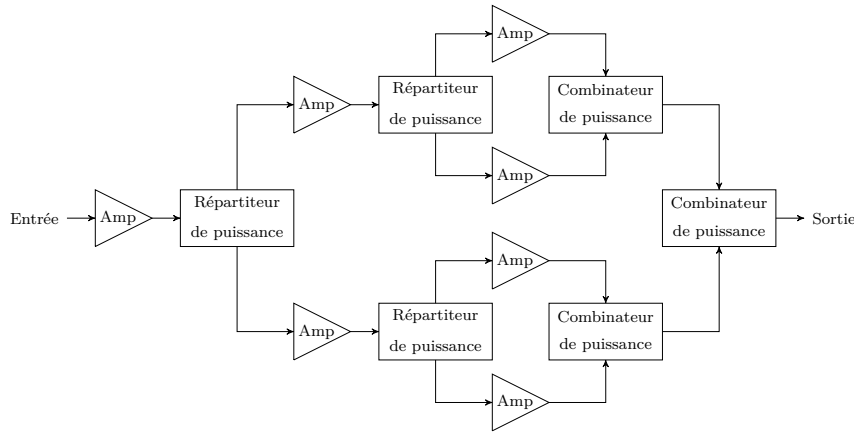 Amp
Répartiteur
de puissance
Combinateur
de puissance
Amp
Amp
Entrée
Amp
Répartiteur
de puissance
Combinateur
de puissance
Sortie
Amp
Amp
Répartiteur
de puissance
Combinateur
de puissance
Amp